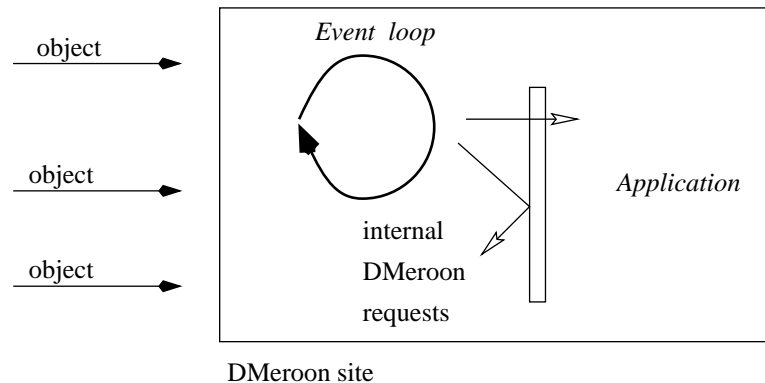 Event loop
object
object
Application
internal
DMeroon
requests
object
DMeroon site